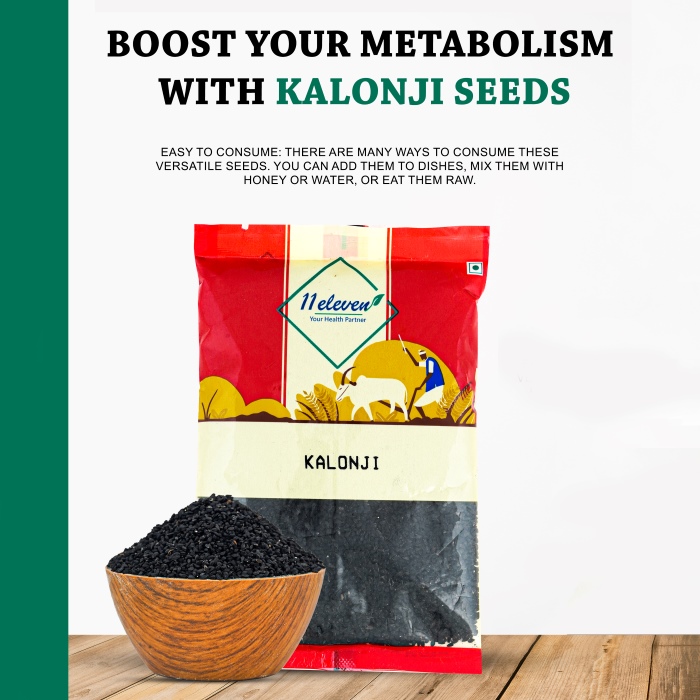 BOOST YOUR METABOLISM
WITH KALONJI SEEDS
EASY TO CONSUME: THERE ARE MANY WAYS TO CONSUME THESE
VERSATILE SEEDS. YOU CAN ADD THEM TO DISHES, MIX THEM WITH
HONEY OR WATER, OR EAT THEM RAW.
11 eleven
Your Health Partner
KALONJI